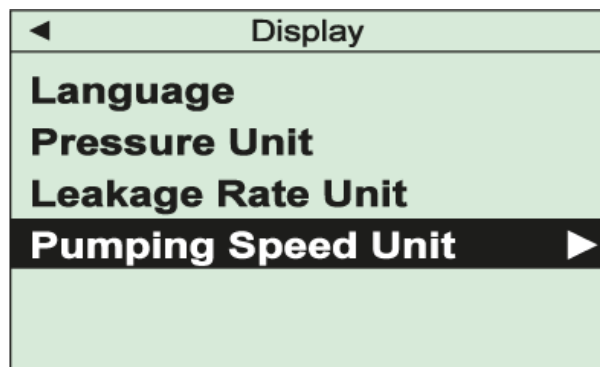 Display
Language
Pressure Unit
Leakage Rate Unit
Pumping Speed Unit